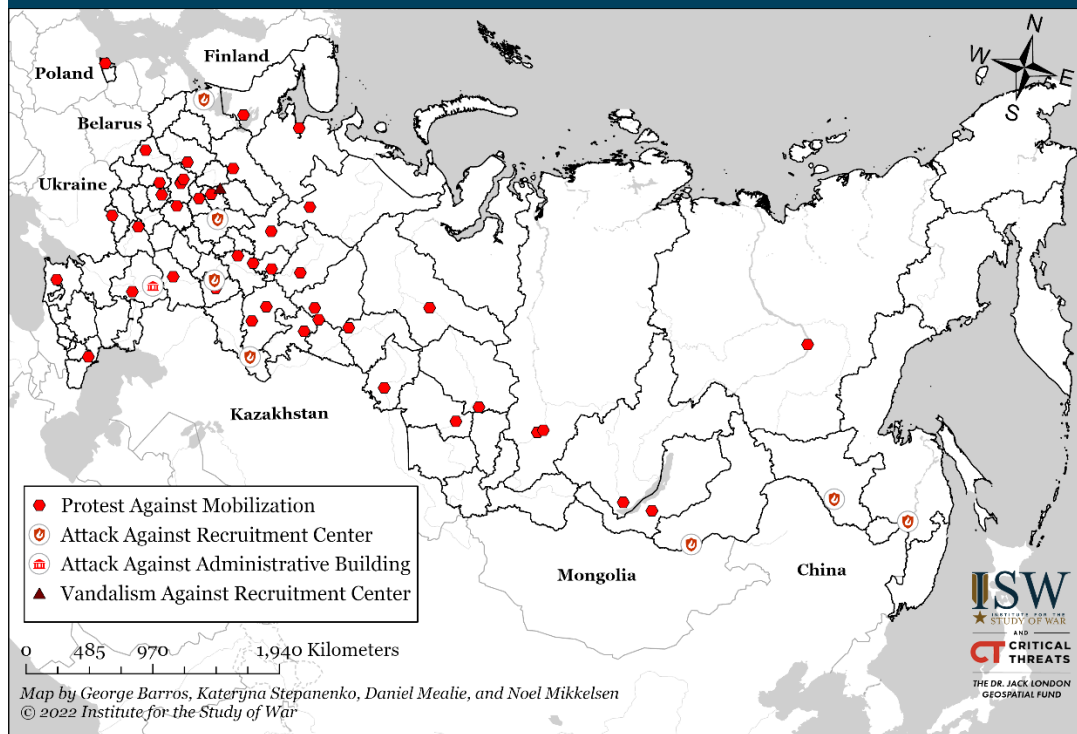 N
W
E
S
Finland
Poland
Belarus
Ukraine
Kazakhstan
Mongolia
China
Protest Against Mobilization
Attack Against Recruitment Center
Attack Against Administrative Building
Vandalism Against Recruitment Center
0 485 970 1,940 Kilometers
Map by George Barros, Kateryna Stepanenko, Daniel Mealie, and Noel Mikkelsen
© 2022 Institute for the Study of War
ISW
INSTITUTE FOR THE
STUDY OF WAR
AND
CT CRITICAL
THREATS
THE DR. JACK LONDON
GEOSPATIAL FUND